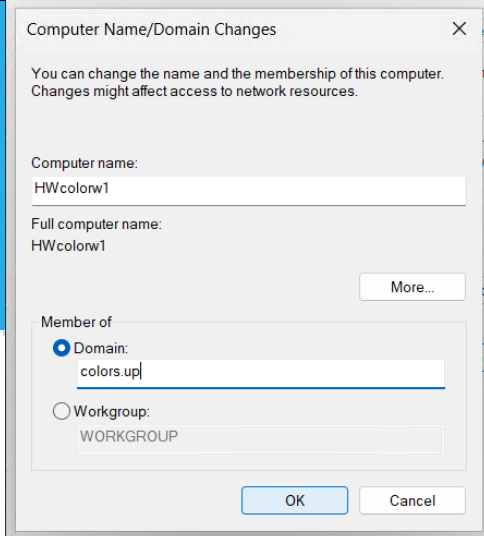 Computer Name/Domain Changes
You can change the name and the membership of this computer.
Changes might affect access to network resources.
Computer name:
HWcolorw1
Full computer name:
HWcolorw1
More...
Member of
Domain:
colors.up
Workgroup:
WORKGROUP
OK
Cancel